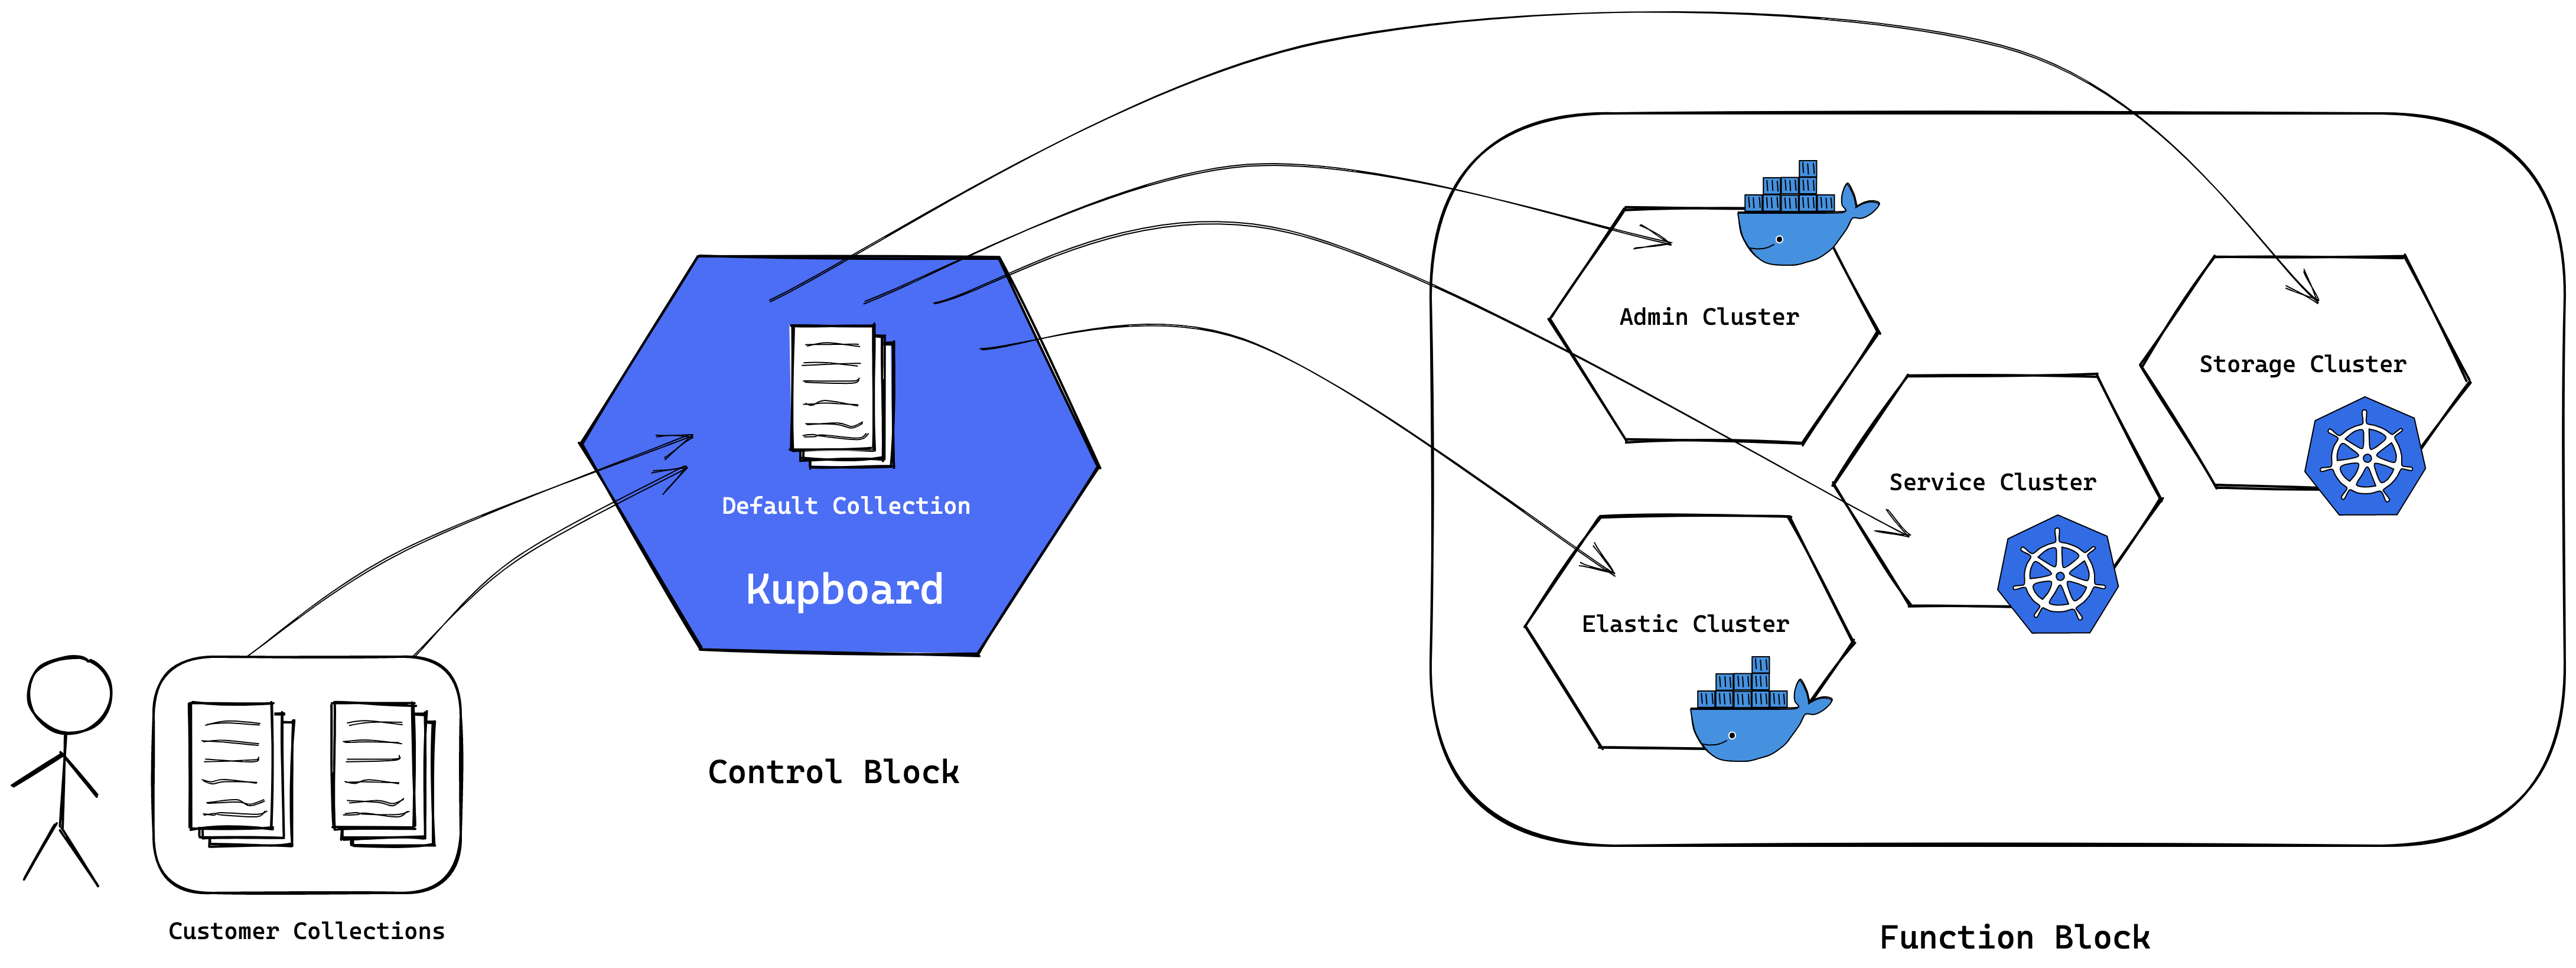 Admin Cluster
Storage Cluster
Service Cluster
Default Collection
Kupboard
Elastic Cluster
Control Block
Customer Collections
Function Block